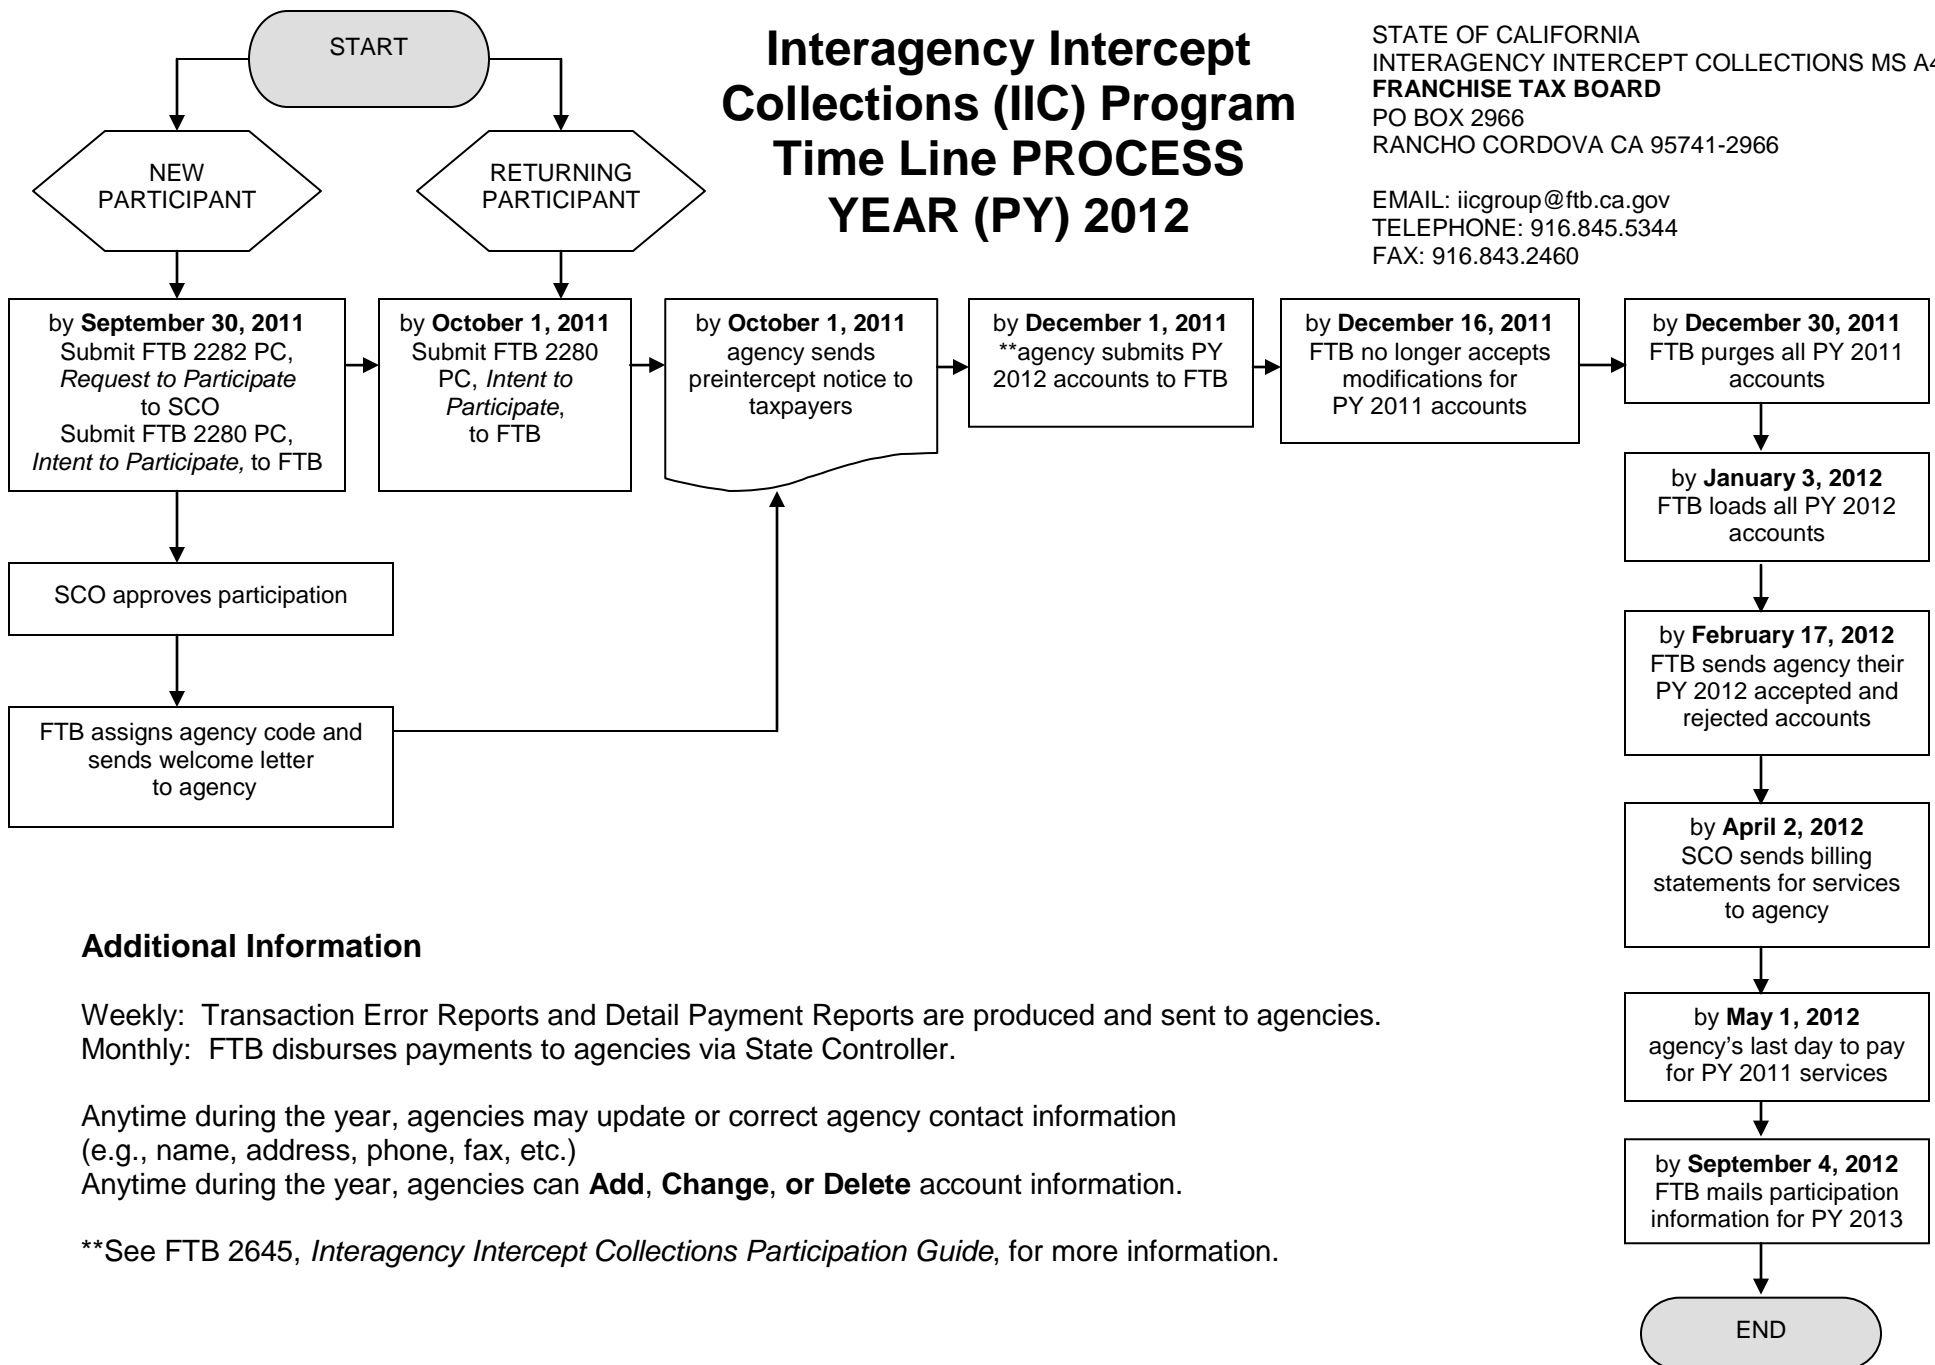 START
Interagency Intercept
Collections (IIC) Program
Time Line PROCESS
YEAR (PY) 2012
STATE OF CALIFORNIA
INTERAGENCY INTERCEPT COLLECTIONS MS A4
FRANCHISE TAX BOARD
PO BOX 2966
RANCHO CORDOVA CA 95741-2966
EMAIL: iicgroup@ftb.ca.gov
TELEPHONE: 916.845.5344
FAX: 916.843.2460
NEW
PARTICIPANT
RETURNING
PARTICIPANT
by September 30, 2011
Submit FTB 2282 PC,
Request to Participate
to SCO
Submit FTB 2280 PC,
Intent to Participate, to FTB
by October 1, 2011
Submit FTB 2280
PC, Intent to
Participate,
to FTB
by October 1, 2011
agency sends
preintercept notice to
taxpayers
by December 1, 2011
**agency submits PY
2012 accounts to FTB
by December 16, 2011
FTB no longer accepts
modifications for
PY 2011 accounts
by December 30, 2011
FTB purges all PY 2011
accounts
by January 3, 2012
FTB loads all PY 2012
accounts
SCO approves participation
by February 17, 2012
FTB sends agency their
PY 2012 accepted and
rejected accounts
FTB assigns agency code and
sends welcome letter
to agency
by April 2, 2012
SCO sends billing
statements for services
to agency
by May 1, 2012
agency’s last day to pay
for PY 2011 services
by September 4, 2012
FTB mails participation
information for PY 2013
END
Additional Information
Weekly: Transaction Error Reports and Detail Payment Reports are produced and sent to agencies.
Monthly: FTB disburses payments to agencies via State Controller.
Anytime during the year, agencies may update or correct agency contact information
(e.g., name, address, phone, fax, etc.)
Anytime during the year, agencies can Add, Change, or Delete account information.
**See FTB 2645, Interagency Intercept Collections Participation Guide, for more information.